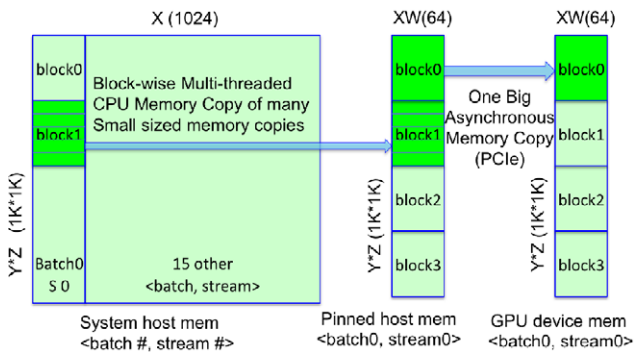 X (1024)
XW(64)
XW(64)
block0
block1
Block-wise Multi-threaded
CPU Memory Copy of many
Small sized memory copies
Y*Z (1K*1K)
Batch0
S 0
15 other
<batch, stream>
System host mem
<batch #, stream #>
block0
block1
block2
block3
Y*Z (1K*1K)
Pinned host mem
<batch0, stream0>
One Big
Asynchronous
Memory Copy
(PCIe)
block0
block1
block2
block3
Y*Z (1K*1K)
GPU device mem
<batch0, stream0>